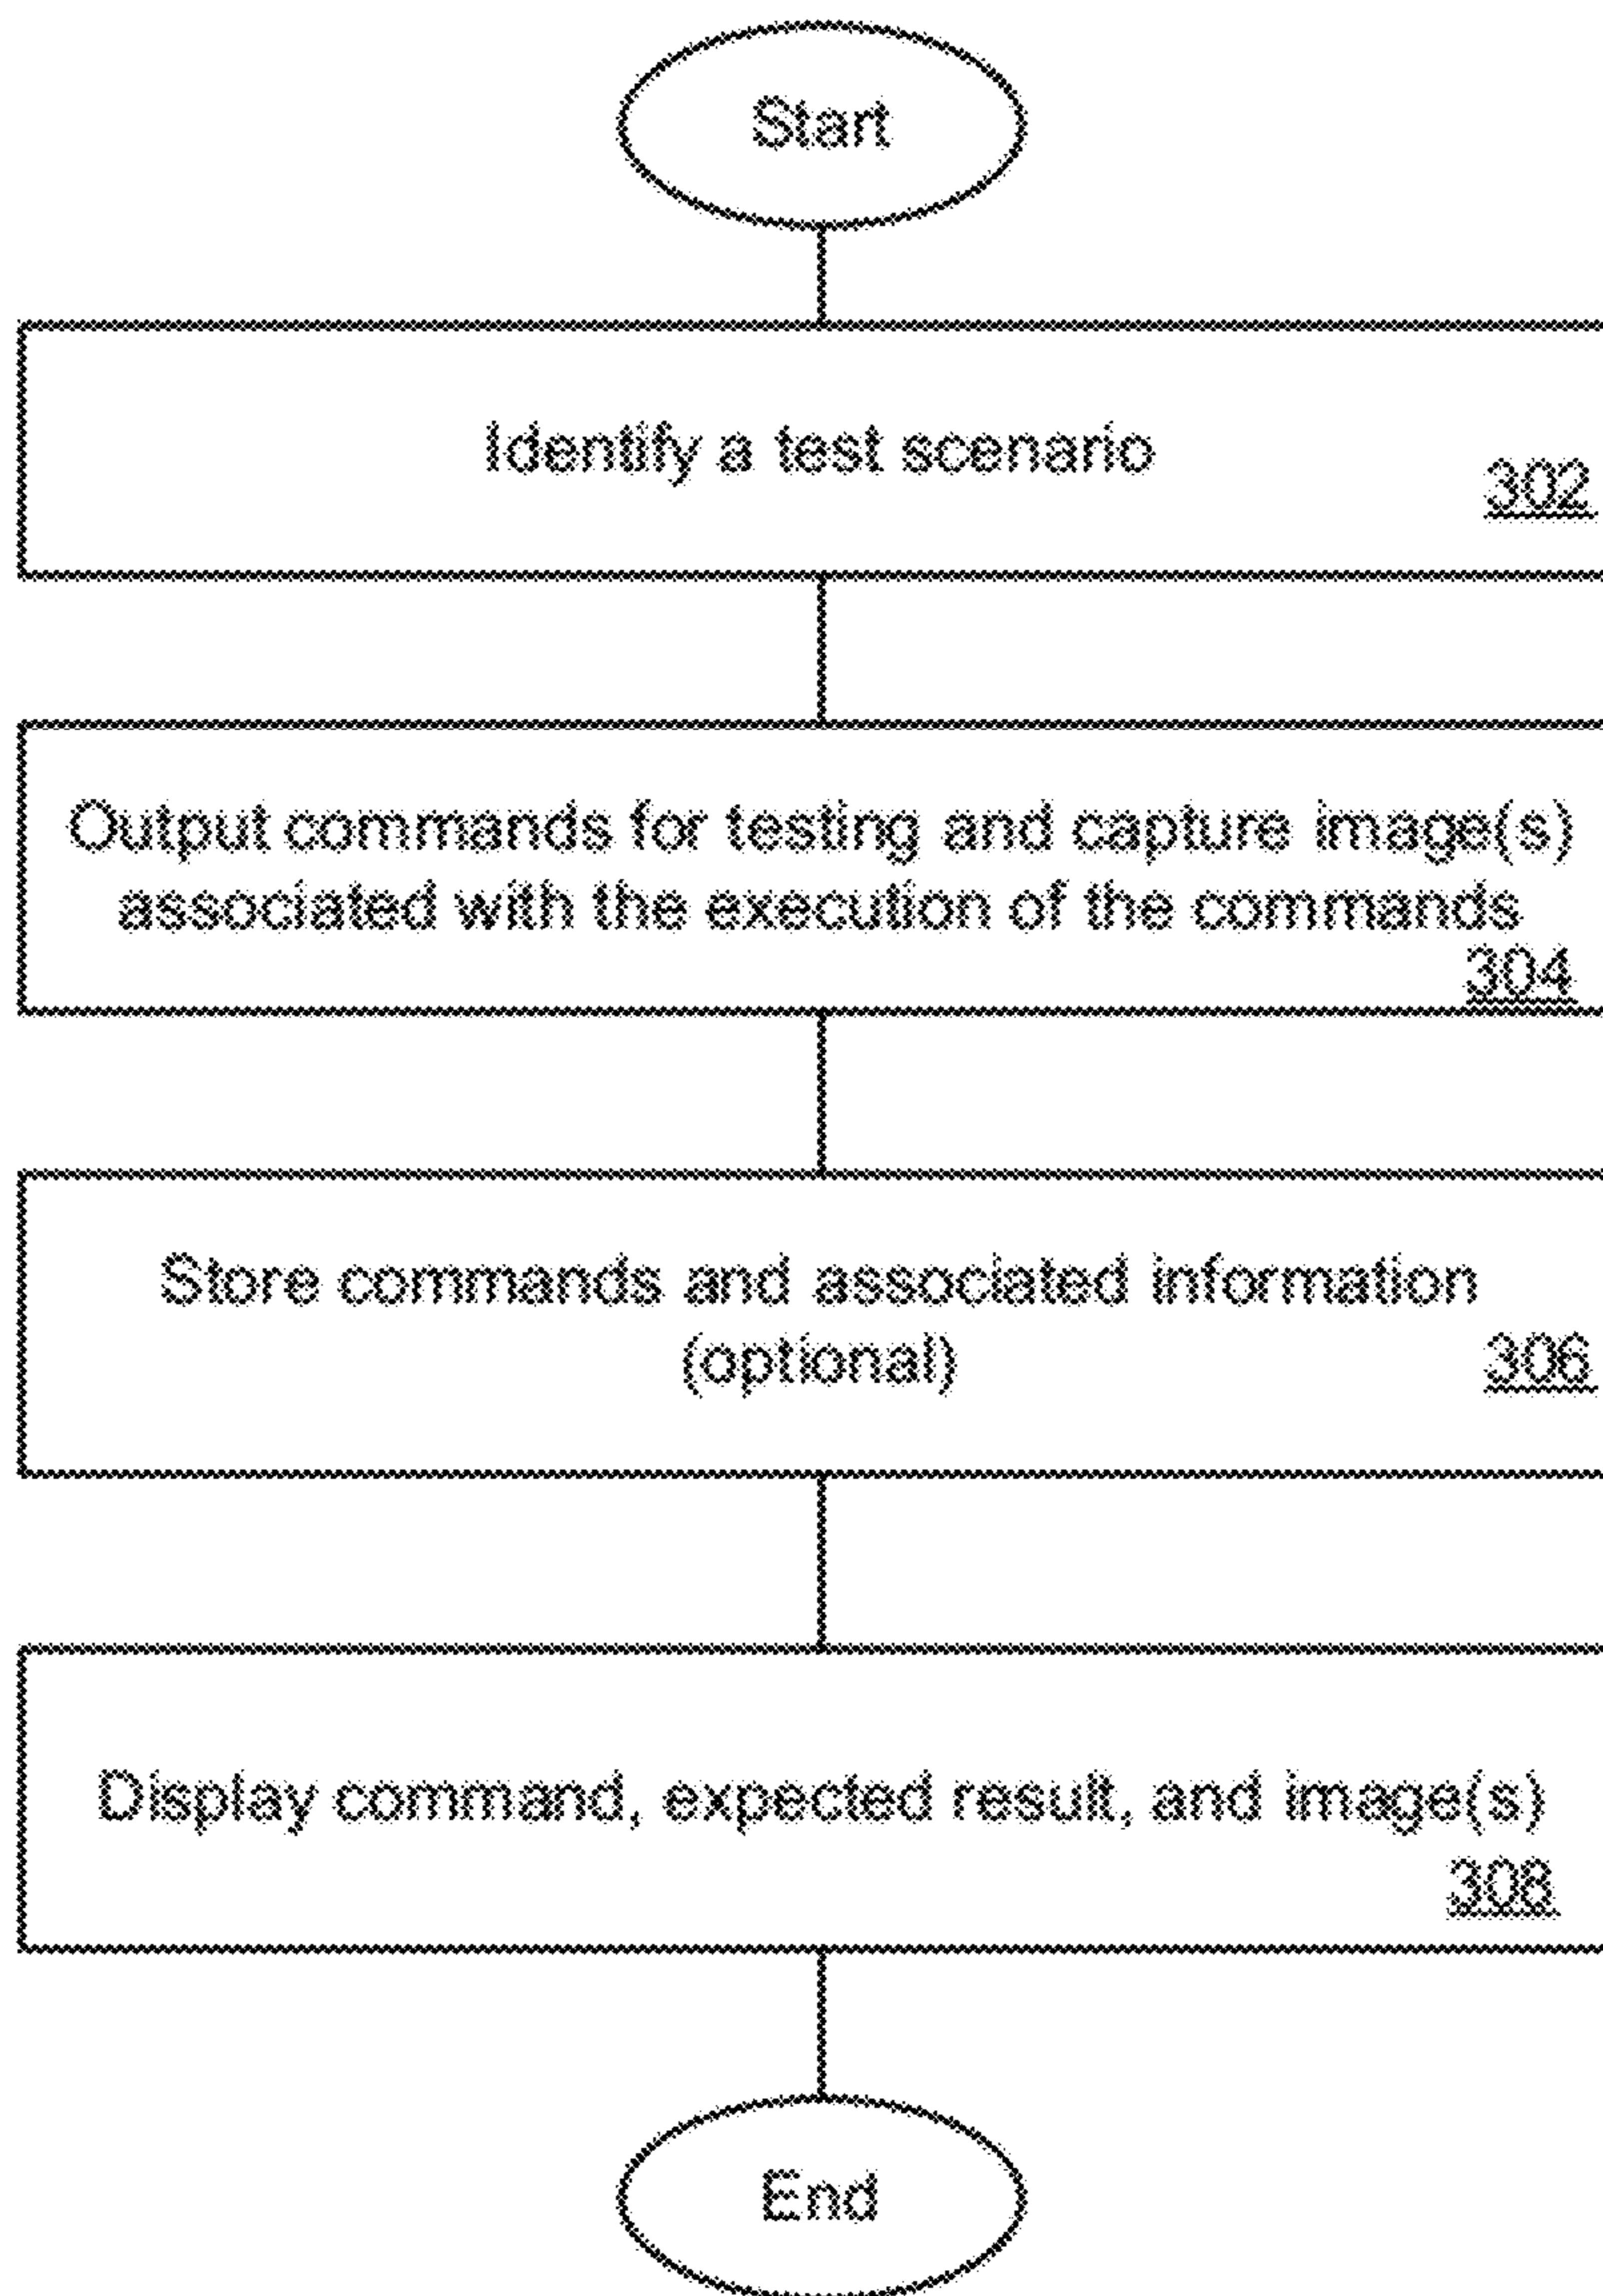 Start
Identify a test scenario
302
Output commands for testing and capture image(s)
associated with the execution of the commands
304
Store commands and associated information
(optional)
306
Display command, expected result, and image(s)
308
End